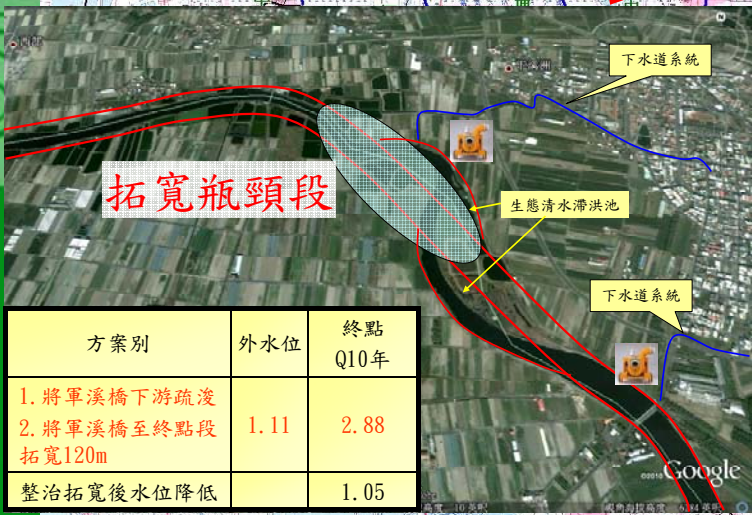 下水道系統
拓寬瓶頸段
生態清水滯洪池
下水道系統
方案別 外水位 終點
Q10年
1.將軍溪橋下游疏浚
2.將軍溪橋至終點段
拓寬120m
1.11 2.88
整治拓寬後水位降低 1.05
©2010 Google